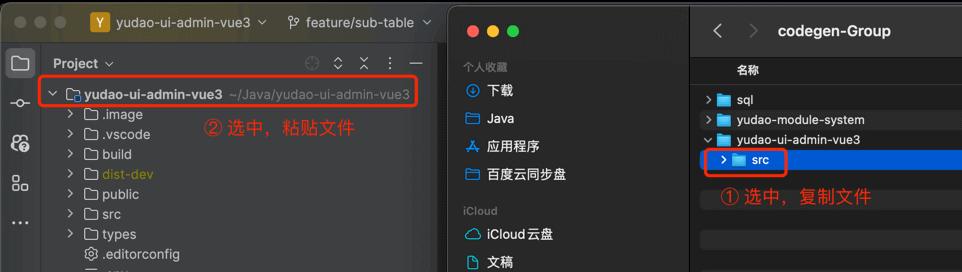 Y yudao-ui-admin-vue3
feature/sub-table
Project
yudao-ui-admin-vue3 ~/Java/yudao-ui-admin-vue3
.image
② 选中，粘贴文件
.vscode
build
dist-dev
public
src
types
.editorconfig
个人收藏
下载
Java
应用程序
百度云同步盘
iCloud
iCloud云盘
文稿
codegen-Group
名称
sql
yudao-module-system
yudao-ui-admin-vue3
src
① 选中，复制文件